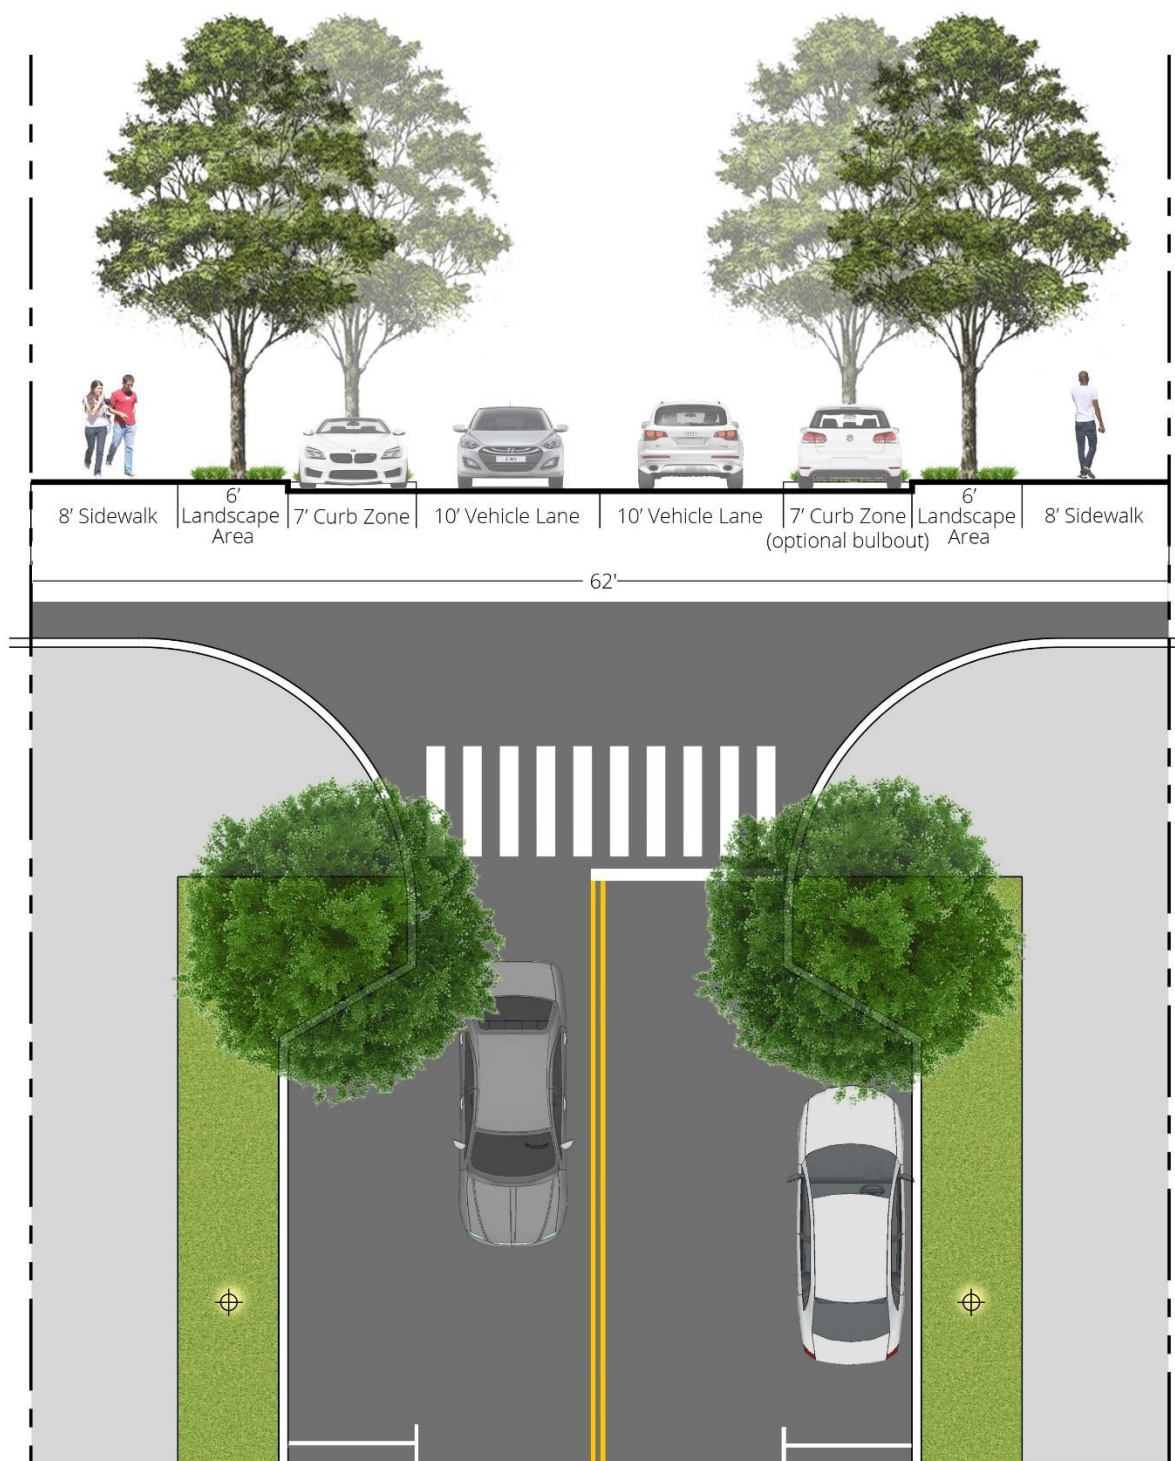 8’ Sidewalk
6’
Landscape
Area
7’ Curb Zone
10’ Vehicle Lane
10’ Vehicle Lane
7’ Curb Zone
(optional bulbout)
6’
Landscape
Area
8’ Sidewalk
62'